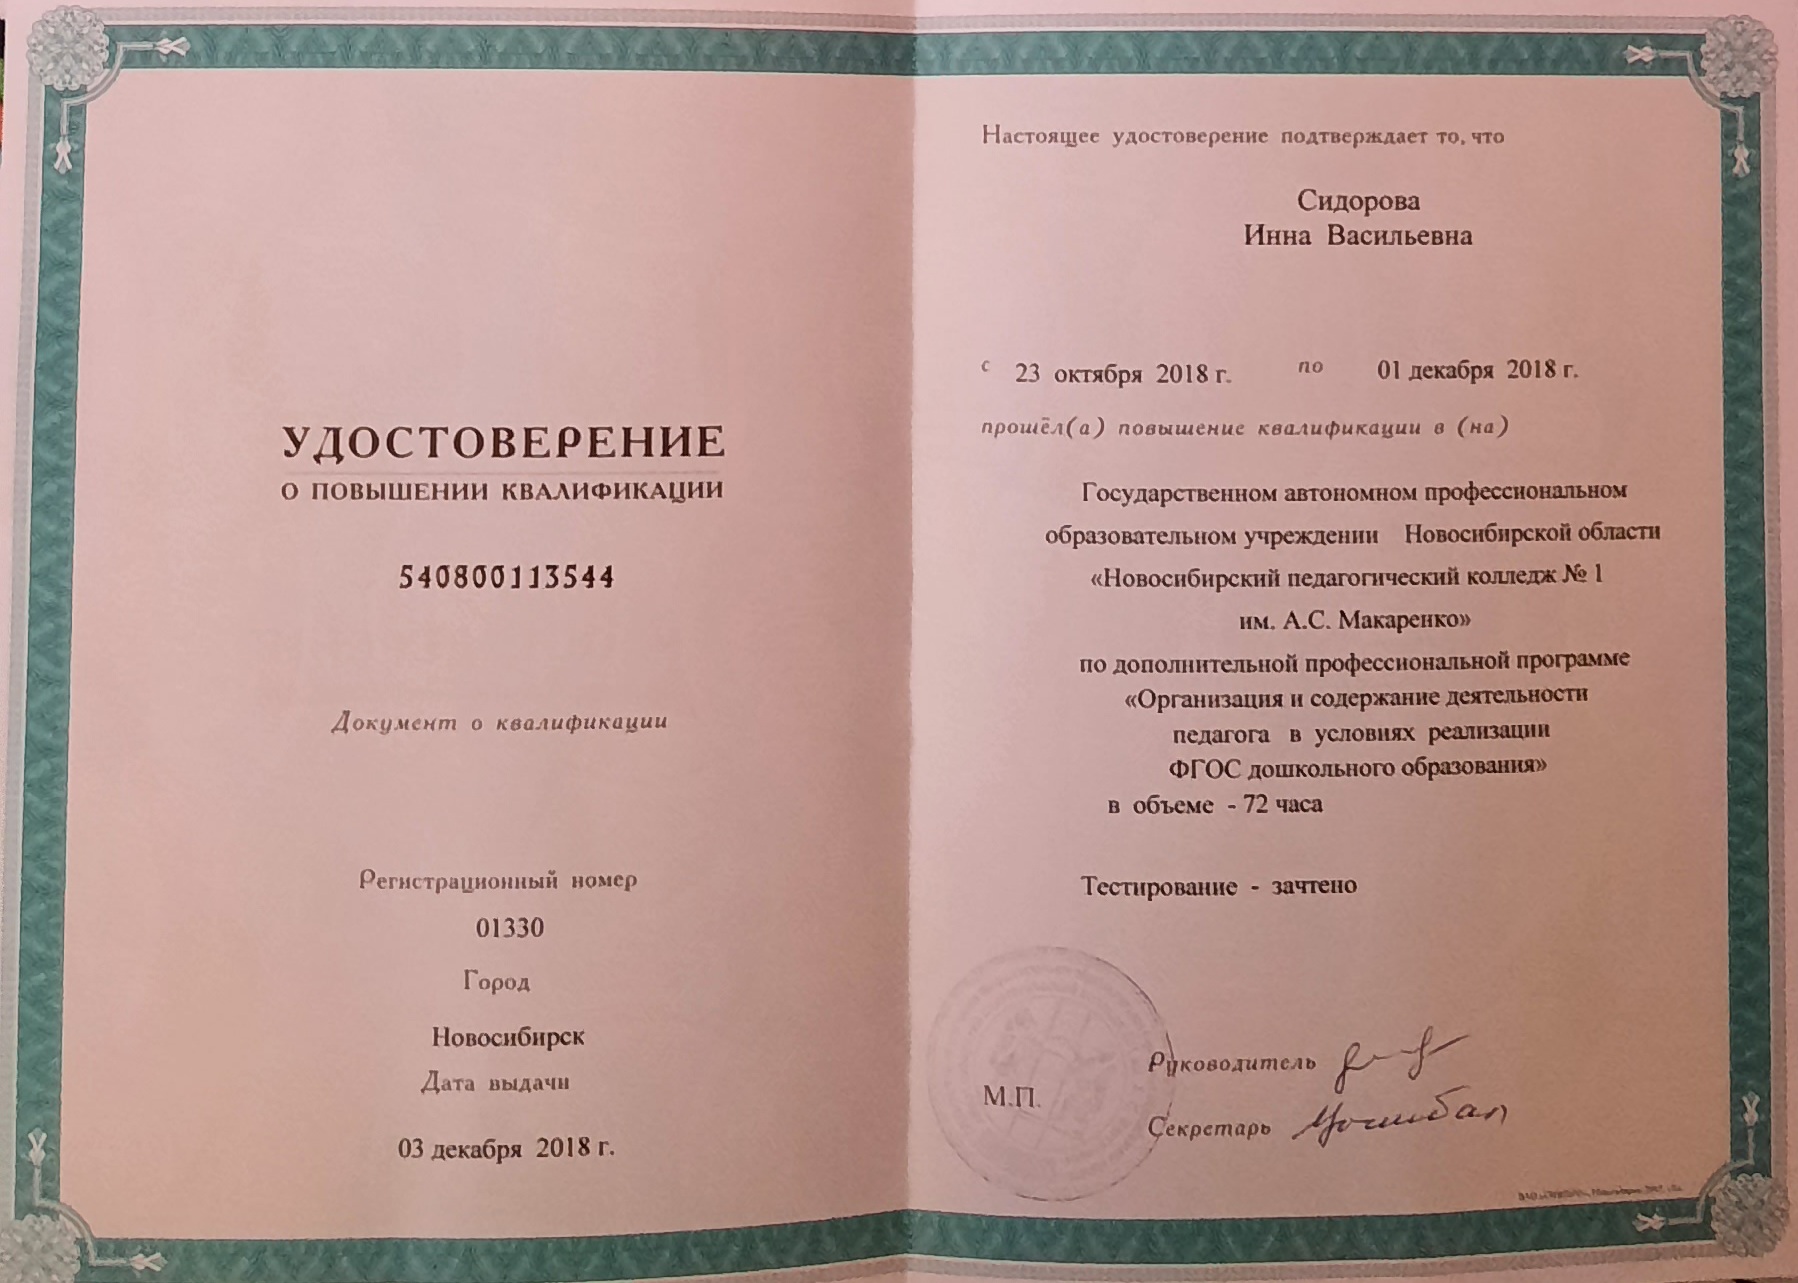 УДОСТОВЕРЕНИЕ
О ПОВЫШЕНИИ КВАЛИФИКАЦИИ
540800113544
Документ о квалификации
Регистрационный номер
01330
Город
Новосибирск
Дата выдачи
03 декабря 2018 г.
Настоящее удостоверение подтверждает то, что
Сидорова
Инна Васильевна
с 23 октября 2018 г. по 01 декабря 2018 г.
прошёл(а) повышение квалификации в (на)
Государственном автономном профессиональном
образовательном учреждении Новосибирской области
«Новосибирский педагогический колледж № 1
им. А.С. Макаренко»
по дополнительной профессиональной программе
«Организация и содержание деятельности
педагога в условиях реализации
ФГОС дошкольного образования»
в объеме - 72 часа
Тестирование - зачтено
Руководитель
М.П.
Секретарь